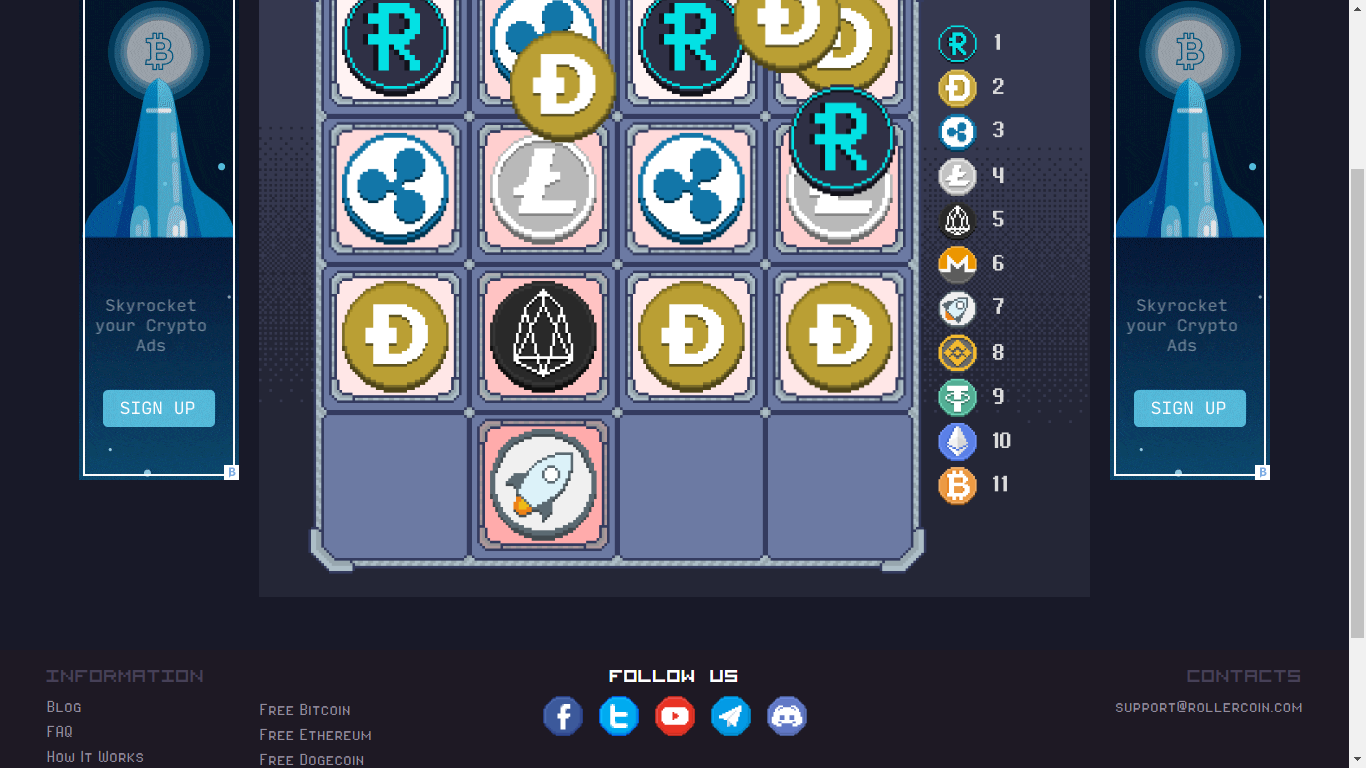 1
2
3
4
5
6
7
8
9
10
11
Skyrocket
your Crypto
Ads
SIGN UP
B
Skyrocket
your Crypto
Ads
SIGN UP
B
INFORMATION
Blog
FAQ
How It Works
Free Bitcoin
Free Ethereum
Free Dogecoin
FOLLOW US
CONTACTS
support@rollercoin.com